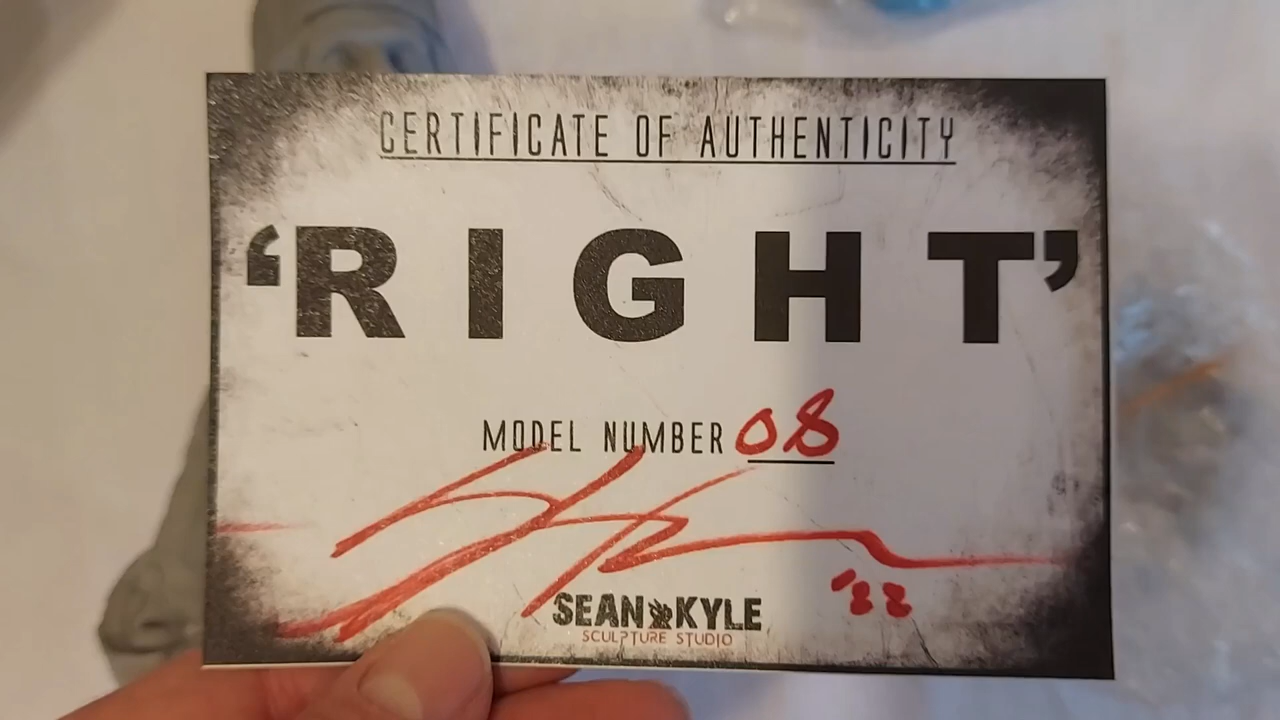 CERTIFICATE OF AUTHENTICITY
‘RIGHT’
MODEL NUMBER 08
'22
SEAN KYLE
SCULPTURE STUDIO